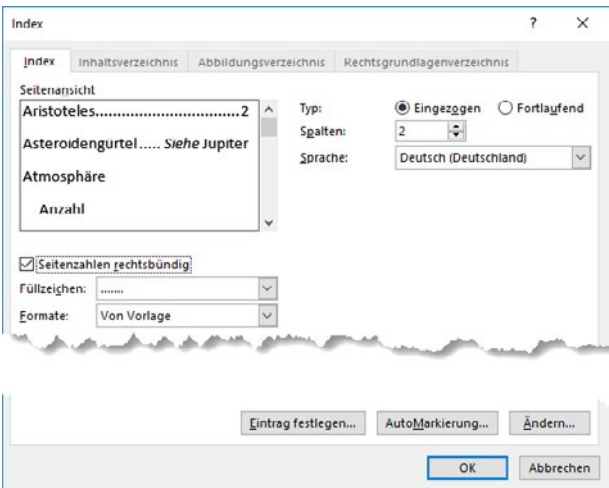 Index ?
Index Inhaltsverzeichnis Abbildungsverzeichnis Rechtsgrundlagenverzeichnis
Seitenansicht
Aristoteles..................................2
Asteroidengürtel ..... Siehe Jupiter
Atmosphäre
Anzahl
Typ: Eingezogen Fortlaufend
Spalten: 2
Sprache: Deutsch (Deutschland)
Seitenzahlen rechtsbündig
Füllzeichen: .......
Formate: Von Vorlage
Eintrag festlegen... AutoMarkierung... Ändern...
OK Abbrechen